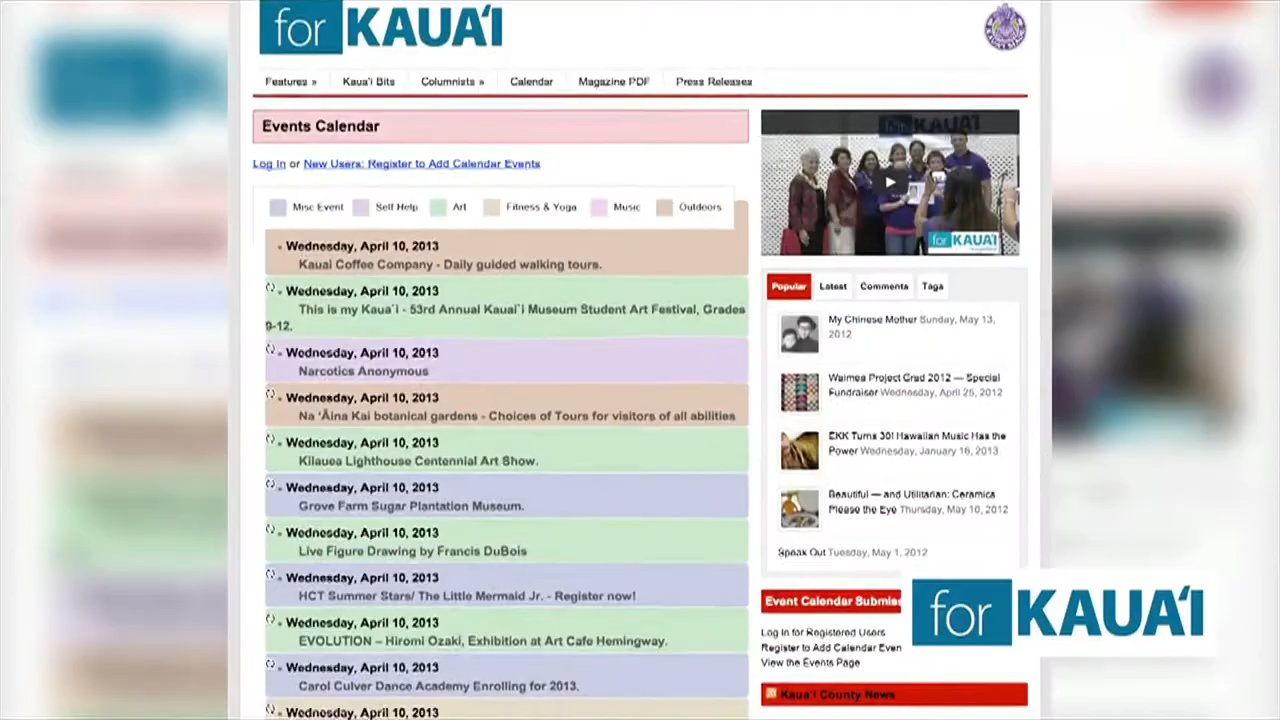 for KAUAʻI
Features » Kaua'i Bits Columnists » Calendar Magazine PDF Press Releases
Events Calendar
Log In or New Users: Register to Add Calendar Events
Misc Event Self Help Art Fitness & Yoga Music Outdoors
Wednesday, April 10, 2013
Kauai Coffee Company - Daily guided walking tours.
Wednesday, April 10, 2013
This is my Kaua`i - 53rd Annual Kauai`i Museum Student Art Festival, Grades
9-12.
Wednesday, April 10, 2013
Narcotics Anonymous
Wednesday, April 10, 2013
Na ‘Āina Kai botanical gardens - Choices of Tours for visitors of all abilities
Wednesday, April 10, 2013
Kilauea Lighthouse Centennial Art Show.
Wednesday, April 10, 2013
Grove Farm Sugar Plantation Museum.
Wednesday, April 10, 2013
Live Figure Drawing by Francis DuBois
Wednesday, April 10, 2013
HCT Summer Stars/ The Little Mermaid Jr. - Register now!
Wednesday, April 10, 2013
EVOLUTION – Hiromi Ozaki, Exhibition at Art Cafe Hemingway.
Wednesday, April 10, 2013
Carol Culver Dance Academy Enrolling for 2013.
Wednesday, April 10, 2013
KAUAʻI
for KAUAʻI
Popular Latest Comments Tags
My Chinese Mother Sunday, May 13,
2012
Waimea Project Grad 2012 — Special
Fundraiser Wednesday, April 25, 2012
EKK Turns 30! Hawaiian Music Has the
Power Wednesday, January 16, 2013
Beautiful — and Utilitarian: Ceramics
Please the Eye Thursday, May 10, 2012
Speak Out Tuesday, May 1, 2012
Event Calendar Submis
Log In for Registered Users
Register to Add Calendar Even
View the Events Page
Kaua'i County News
for KAUAʻI